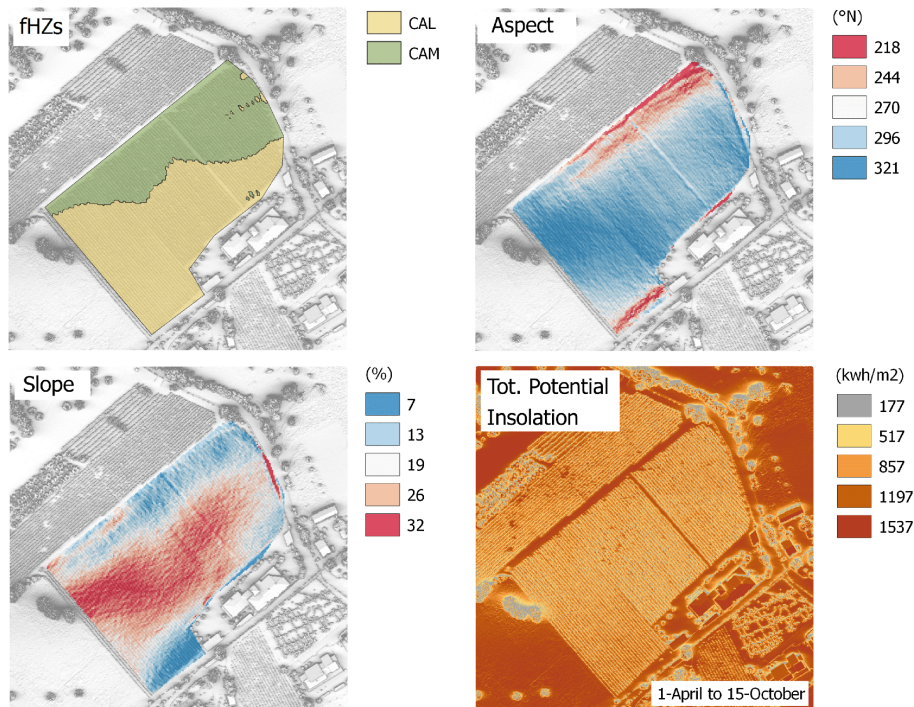 fHZs
CAL
CAM
Aspect
(°N)
218
244
270
296
321
Slope
(%)
7
13
19
26
32
Tot. Potential
Insolation
(kwh/m2)
177
517
857
1197
1537
1-April to 15-October